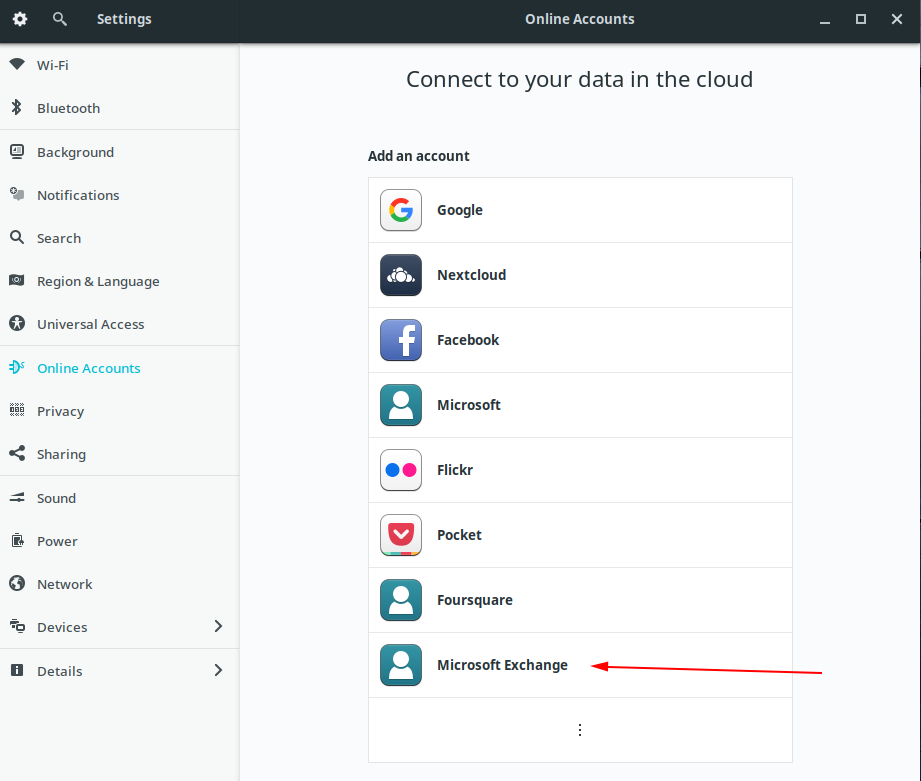 Settings
Online Accounts
Wi-Fi
Bluetooth
Background
Notifications
Search
Region & Language
Universal Access
Online Accounts
Privacy
Sharing
Sound
Power
Network
Devices
Details
Connect to your data in the cloud
Add an account
Google
Nextcloud
Facebook
Microsoft
Flickr
Pocket
Foursquare
Microsoft Exchange